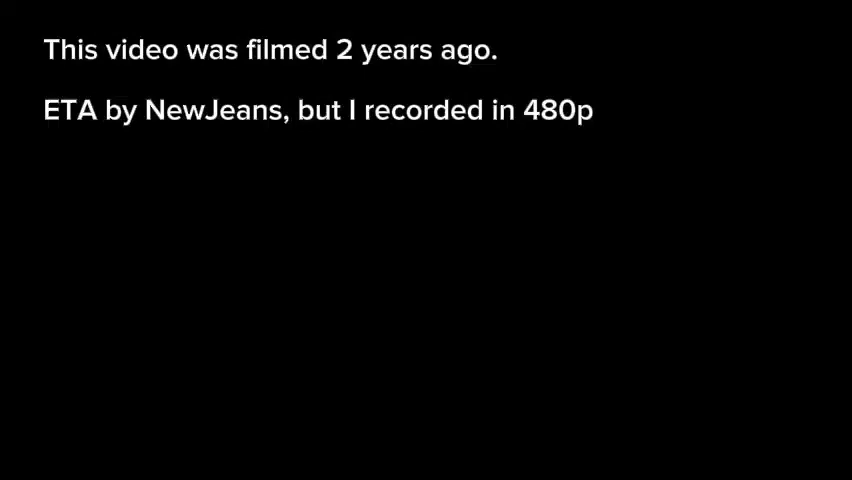 This video was filmed 2 years ago.
ETA by NewJeans, but I recorded in 480p